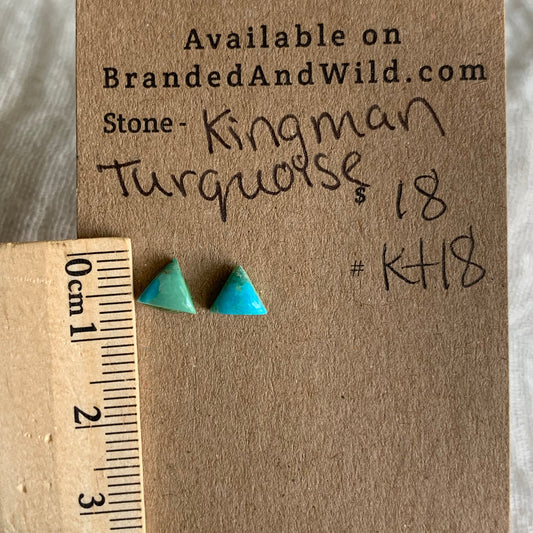 Available on
BrandedAndWild.com
Stone - Kingman
Turquoise
$ 18
# KT18
0cm 1 2 3